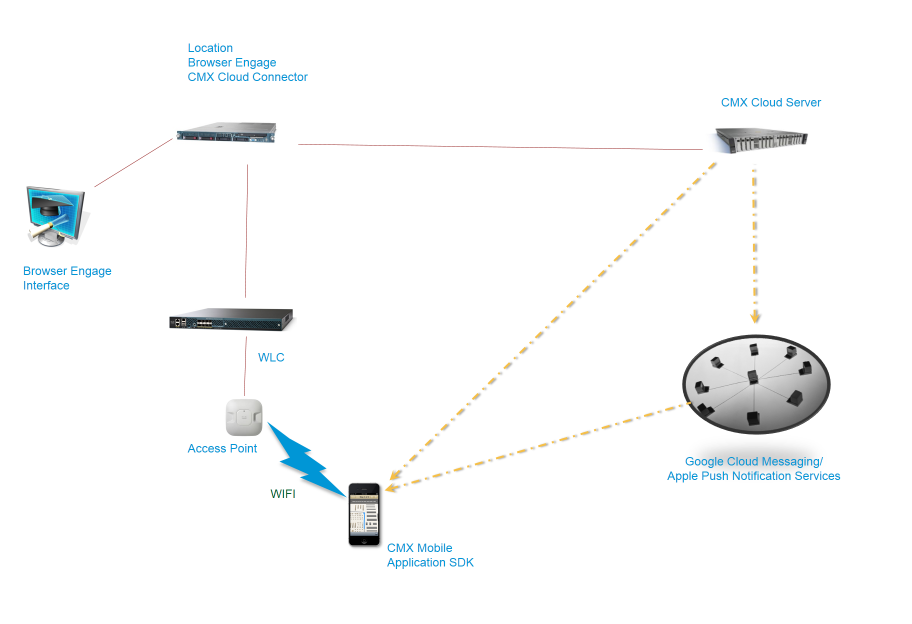 Location
Browser Engage
CMX Cloud Connector
CMX Cloud Server
Browser Engage
Interface
WLC
Access Point
WIFI
Google Cloud Messaging/
Apple Push Notification Services
CMX Mobile
Application SDK